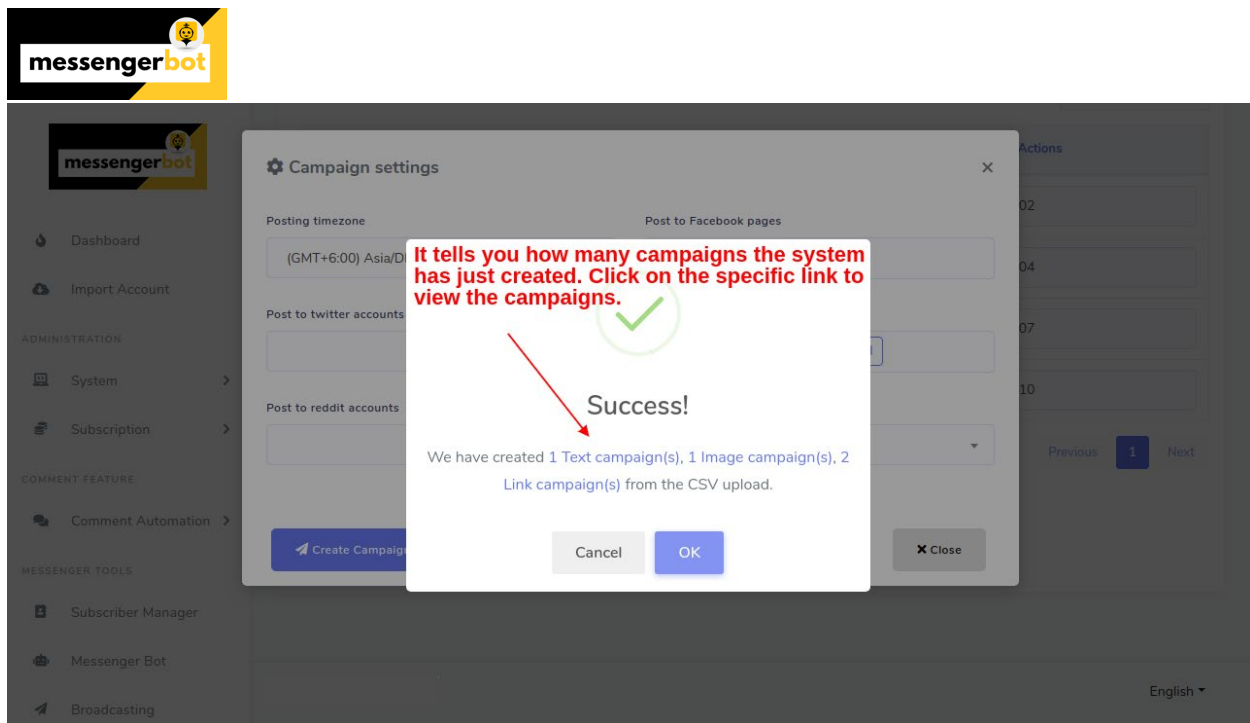 messengerbot
messengerbot
Dashboard
Import Account
ADMINISTRATION
System
Subscription
COMMENT FEATURE
Comment Automation
MESSENGER TOOLS
Subscriber Manager
Messenger Bot
Broadcasting
Campaign settings
×
Posting timezone
Post to Facebook pages
(GMT+6:00)
Post to twitter accounts
Post to reddit accounts
Create
Close
It tells you how many campaigns the system
has just created. Click on the specific link to
view the campaigns.
Success!
We have created 1 Text campaign(s), 1 Image campaign(s), 2
Link campaign(s) from the CSV upload.
Cancel
OK
Actions
02
04
07
10
Previous
1
Next
English